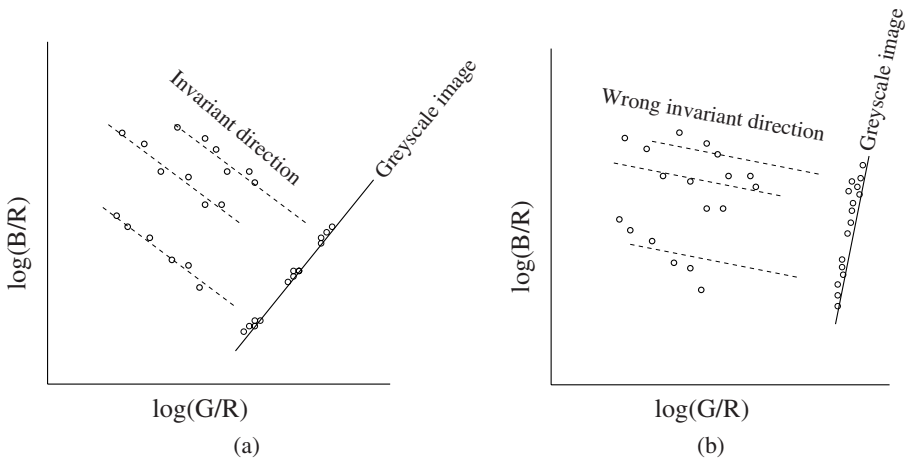 Invariant direction
Greyscale image
log(B/R)
log(G/R)
(a)
Wrong invariant direction
Greyscale image
log(B/R)
log(G/R)
(b)